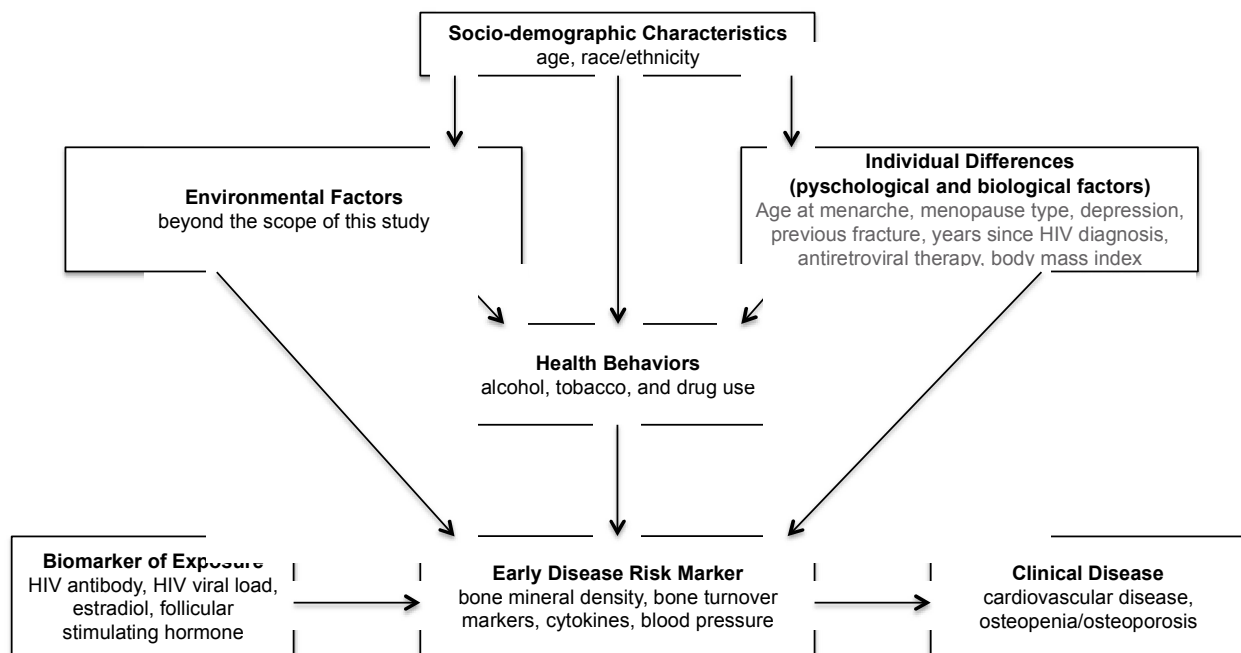 Socio-demographic Characteristics
age, race/ethnicity
Environmental Factors
beyond the scope of this study
Individual Differences
(pyschological and biological factors)
Age at menarche, menopause type, depression,
previous fracture, years since HIV diagnosis,
antiretroviral therapy, body mass index
Health Behaviors
alcohol, tobacco, and drug use
Biomarker of Exposure
HIV antibody, HIV viral load,
estradiol, follicular
stimulating hormone
Early Disease Risk Marker
bone mineral density, bone turnover
markers, cytokines, blood pressure
Clinical Disease
cardiovascular disease,
osteopenia/osteoporosis